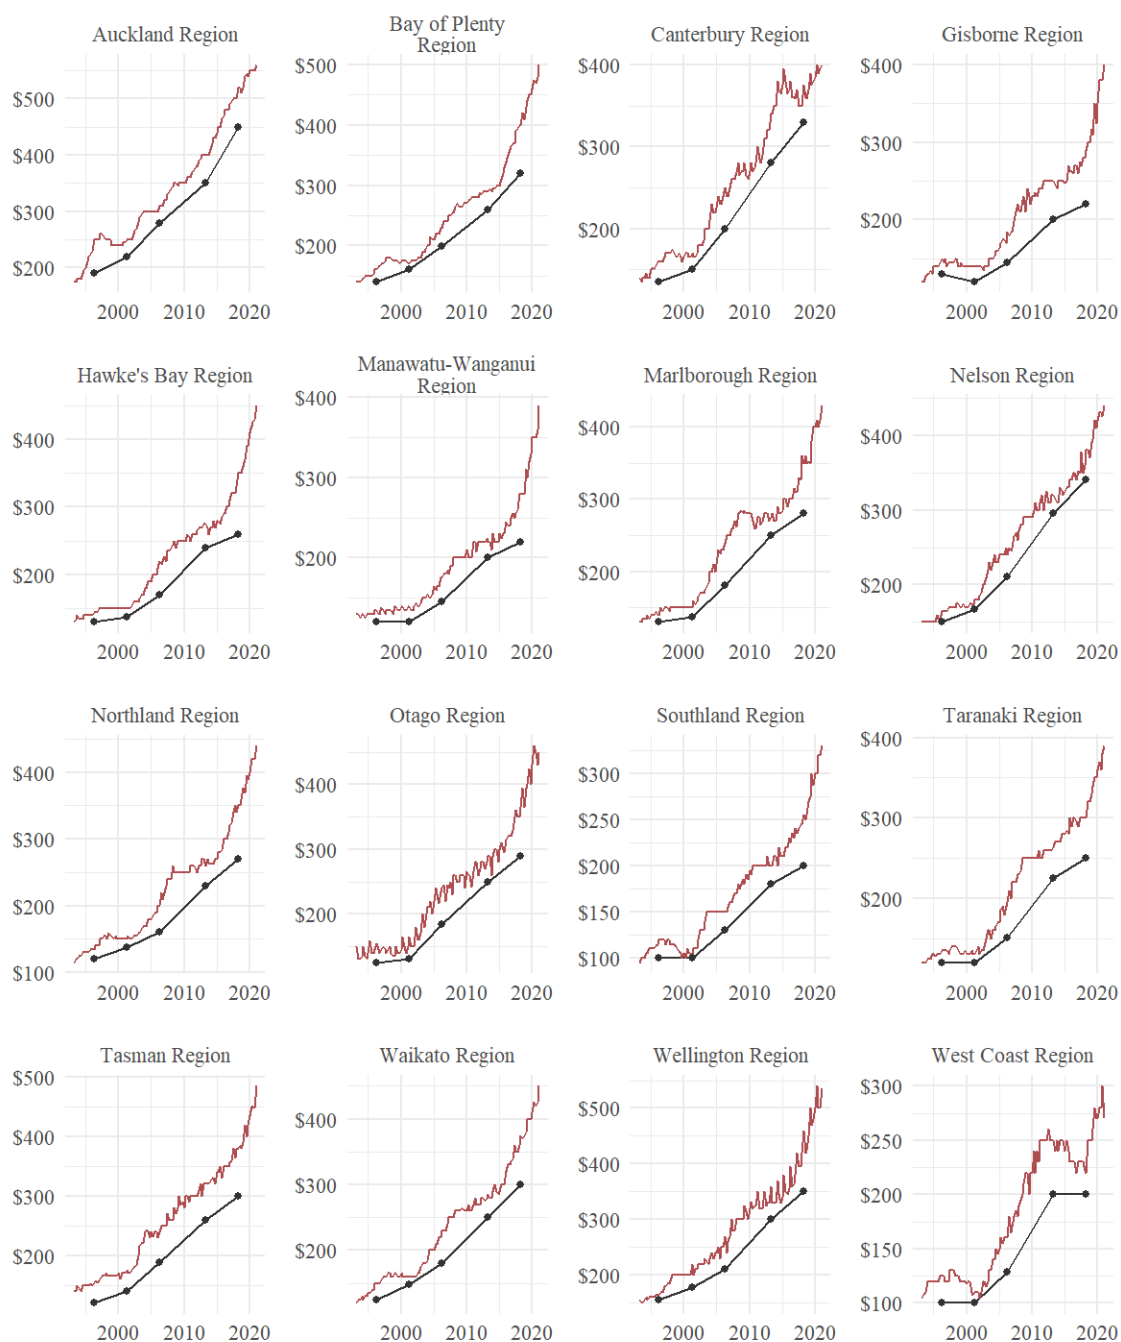 Auckland Region
Bay of Plenty
Region
Canterbury Region
Gisborne Region
$500
$400
$300
$200
2000 2010 2020
$500
$400
$300
$200
2000 2010 2020
$400
$300
$200
2000 2010 2020
$400
$300
$200
2000 2010 2020
Hawke's Bay Region
Manawatu-Wanganui
Region
Marlborough Region
Nelson Region
$400
$300
$200
2000 2010 2020
$400
$300
$200
2000 2010 2020
$400
$300
$200
2000 2010 2020
$400
$300
$200
2000 2010 2020
Northland Region
Otago Region
Southland Region
Taranaki Region
$400
$300
$200
$100
2000 2010 2020
$400
$300
$200
2000 2010 2020
$300
$250
$200
$150
$100
2000 2010 2020
$400
$300
$200
2000 2010 2020
Tasman Region
Waikato Region
Wellington Region
West Coast Region
$500
$400
$300
$200
2000 2010 2020
$400
$300
$200
2000 2010 2020
$500
$400
$300
$200
2000 2010 2020
$300
$250
$200
$150
$100
2000 2010 2020